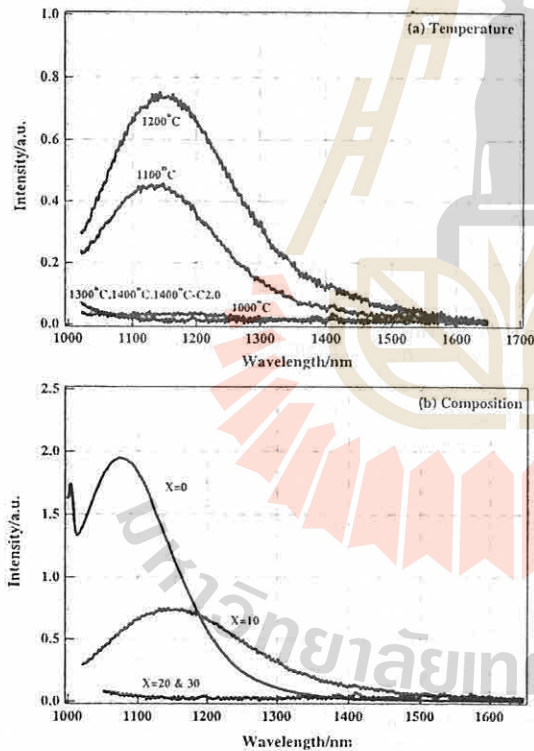 (a) Temperature
Intensity/a.u.
1.0
0.8
0.6
0.4
0.2
0.0
1200°C
1100°C
1300°C,1400°C,1400°C-C2.0
1000°C
1000 1100 1200 1300 1400 1500 1600 1700
Wavelength/nm
(b) Composition
Intensity/a.u.
2.5
2.0
1.5
1.0
0.5
0.0
X=0
X=10
X=20 & 30
1000 1100 1200 1300 1400 1500 1600
Wavelength/nm